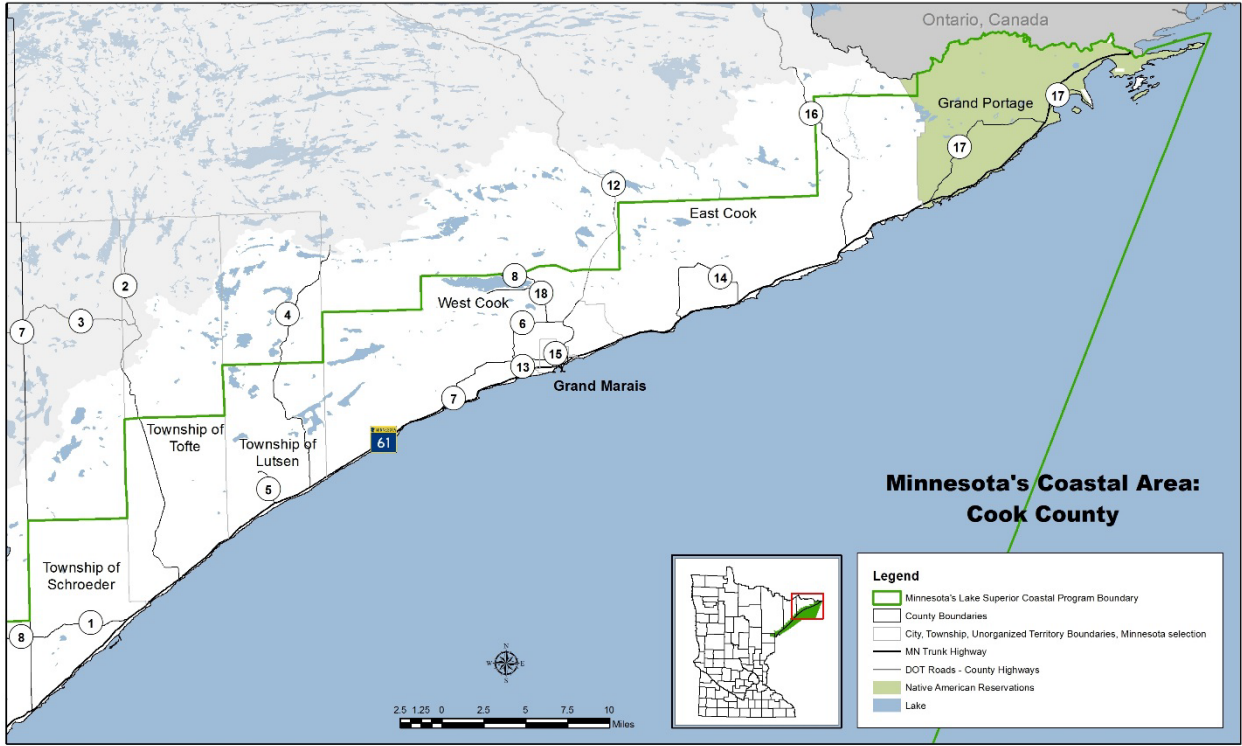 Ontario, Canada
17
Grand Portage
16
17
12
East Cook
14
2
8
18
West Cook
4
3
7
6
15
13
Grand Marais
7
Township of
Tofte
Township of
Lutsen
MINNESOTA
61
5
Minnesota's Coastal Area:
Cook County
Township of
Schroeder
1
8
N
W E
S
2.5 1.25 0 2.5 5 7.5 10
Miles
Legend
Minnesota's Lake Superior Coastal Program Boundary
County Boundaries
City, Township, Unorganized Territory Boundaries, Minnesota selection
MN Trunk Highway
DOT Roads - County Highways
Native American Reservations
Lake